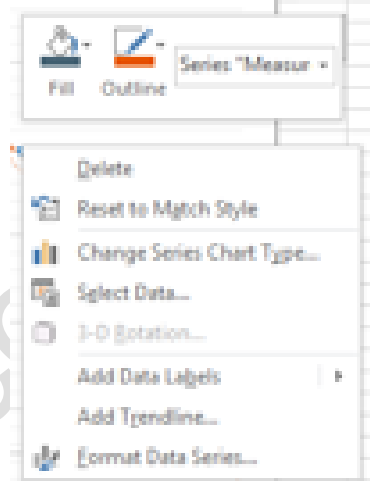 Fill Outline Series "Measur
Delete
Reset to Match Style
Change Series Chart Type...
Select Data...
3-D Rotation...
Add Data Labels
Add Trendline...
Format Data Series...